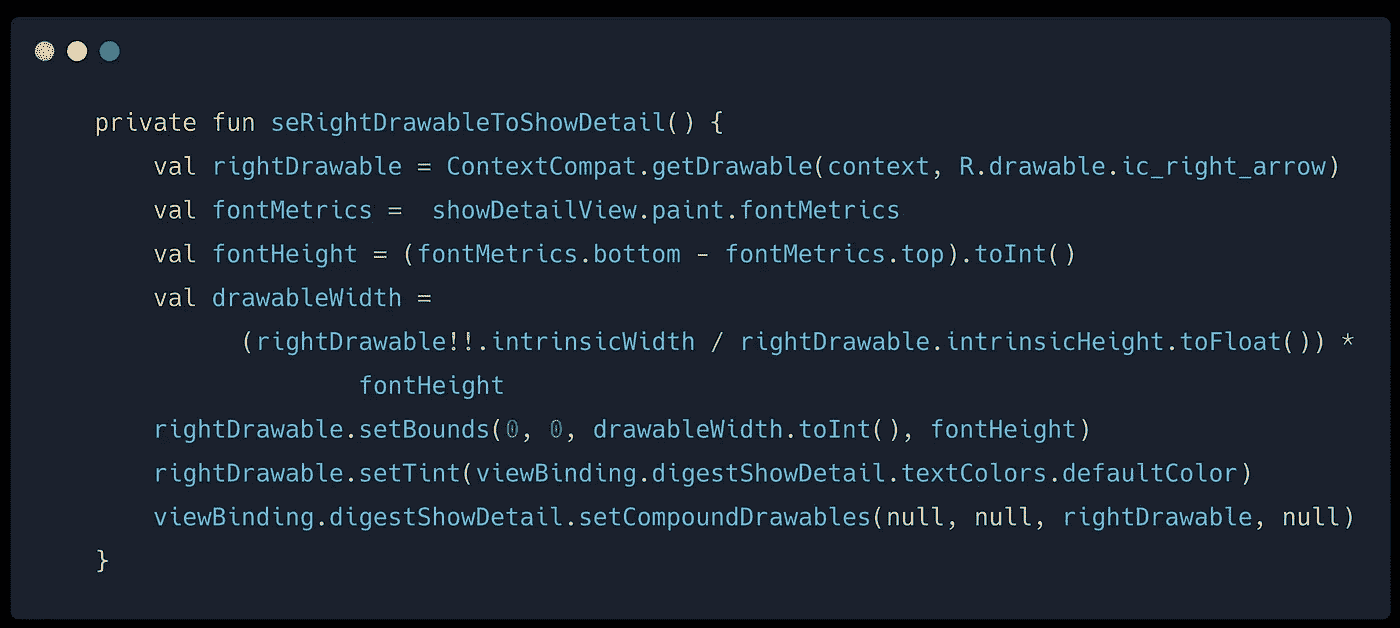 private fun seRightDrawableToShowDetail() {
    val rightDrawable = ContextCompat.getDrawable(context, R.drawable.ic_right_arrow)
    val fontMetrics =  showDetailView.paint.fontMetrics
    val fontHeight = (fontMetrics.bottom - fontMetrics.top).toInt()
    val drawableWidth =
          (rightDrawable!!.intrinsicWidth / rightDrawable.intrinsicHeight.toFloat()) *
                  fontHeight
    rightDrawable.setBounds(0, 0, drawableWidth.toInt(), fontHeight)
    rightDrawable.setTint(viewBinding.digestShowDetail.textColors.defaultColor)
    viewBinding.digestShowDetail.setCompoundDrawables(null, null, rightDrawable, null)
}